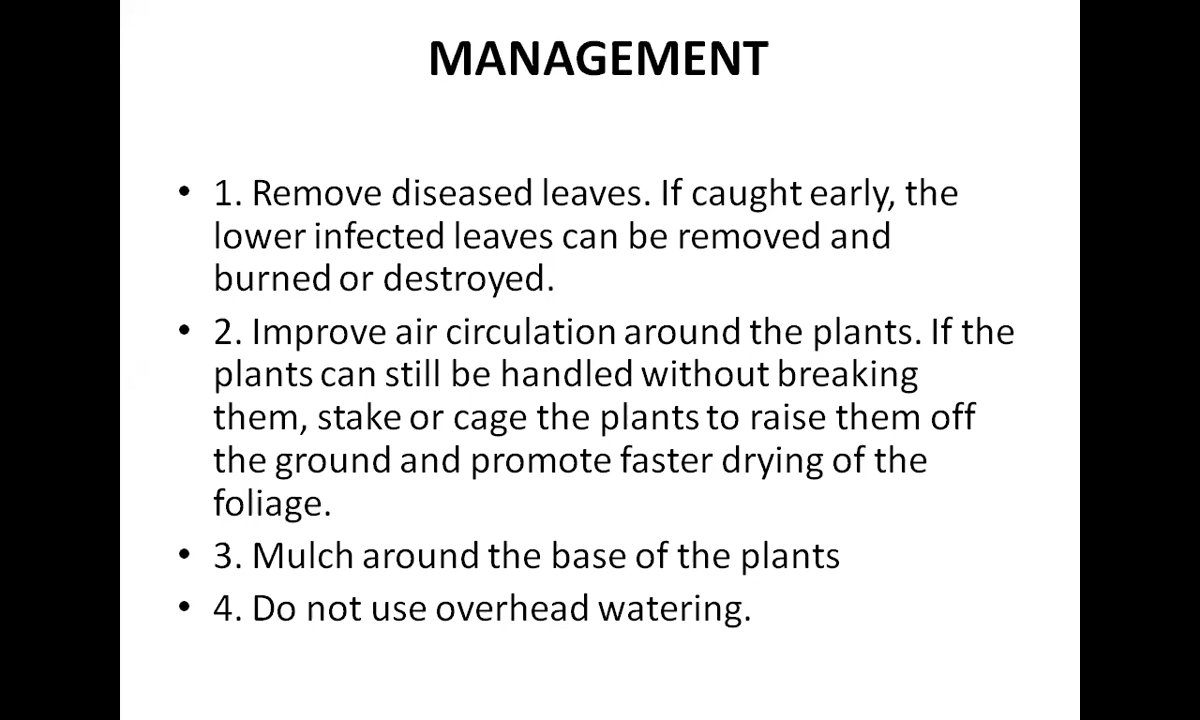 MANAGEMENT
• 1. Remove diseased leaves. If caught early, the
lower infected leaves can be removed and
burned or destroyed.
• 2. Improve air circulation around the plants. If the
plants can still be handled without breaking
them, stake or cage the plants to raise them off
the ground and promote faster drying of the
foliage.
• 3. Mulch around the base of the plants
• 4. Do not use overhead watering.